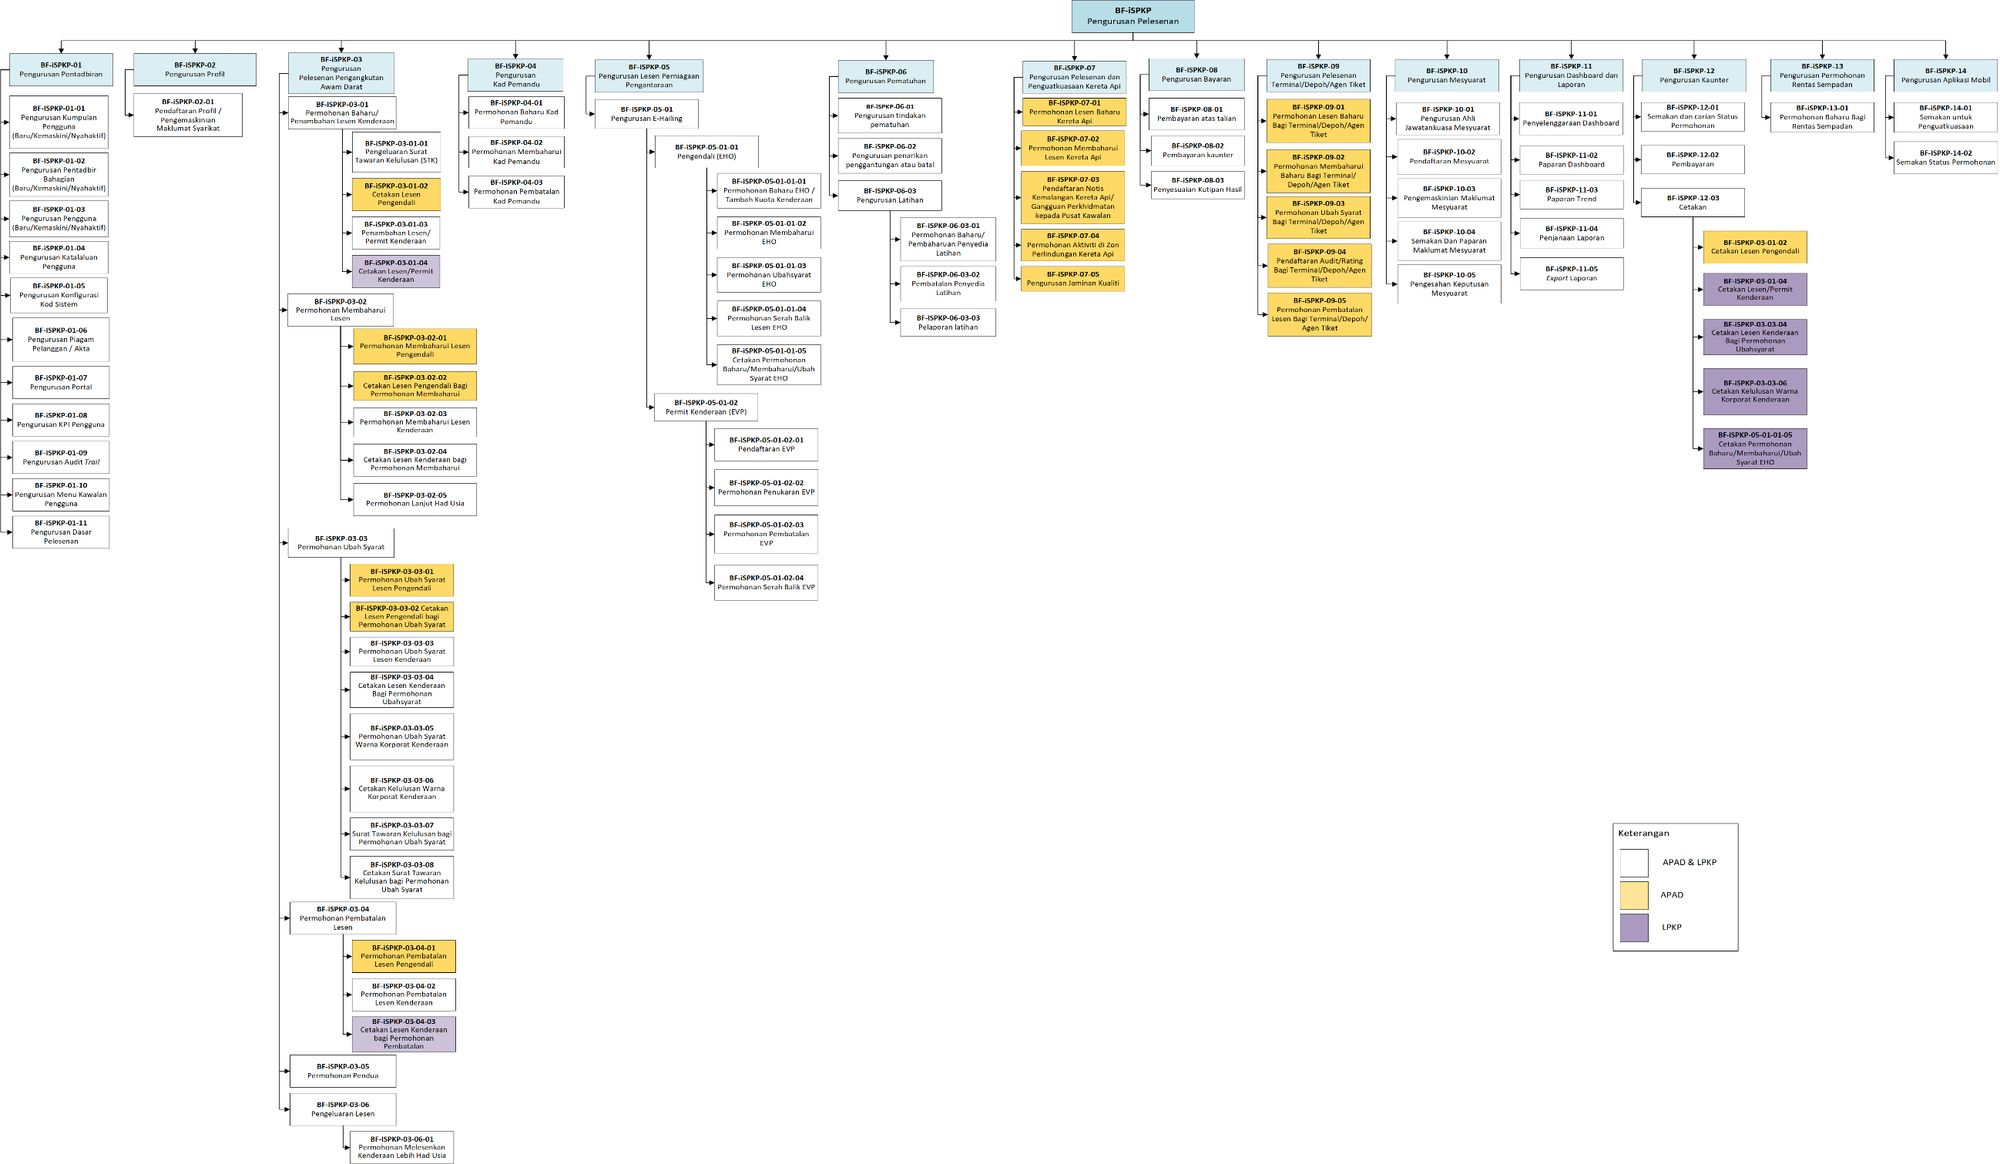 BF-iSPKP
Pengurusan Pelesenan
BF-iSPKP-01
Pengurusan Pentadbiran
BF-iSPKP-01-01
Pengurusan Kumpulan
Pengguna
(Baru/Kemaskini/Nyahaktif)
BF-iSPKP-01-02
Pengurusan Pentadbir
Bahagian
(Baru/Kemaskini/Nyahaktif)
BF-iSPKP-01-03
Pengurusan Pengguna
(Baru/Kemaskini/Nyahaktif)
BF-iSPKP-01-04
Pengurusan Katalaluan
Pengguna
BF-iSPKP-01-05
Pengurusan Konfigurasi
Kod Sistem
BF-iSPKP-01-06
Pengurusan Piagam
Pelanggan / Akta
BF-iSPKP-01-07
Pengurusan Portal
BF-iSPKP-01-08
Pengurusan KPI Pengguna
BF-iSPKP-01-09
Pengurusan Audit Trail
BF-iSPKP-01-10
Pengurusan Menu Kawalan
Pengguna
BF-iSPKP-01-11
Pengurusan Dasar
Pelesenan
BF-iSPKP-02
Pengurusan Profil
BF-iSPKP-02-01
Pendaftaran Profil /
Pengemaskinian
Maklumat Syarikat
BF-iSPKP-03
Pengurusan
Pelesenan Pengangkutan
Awam Darat
BF-iSPKP-03-01
Permohonan Baharu/
Penambahan Lesen Kenderaan
BF-iSPKP-03-01-01
Pengeluaran Surat
Tawaran Kelulusan (STK)
BF-iSPKP-03-01-02
Cetakan Lesen
Pengendali
BF-iSPKP-03-01-03
Penambahan Lesen/
Permit Kenderaan
BF-iSPKP-03-01-04
Cetakan Lesen/Permit
Kenderaan
BF-iSPKP-03-02
Permohonan Membaharui
Lesen
BF-iSPKP-03-02-01
Permohonan Membaharui Lesen
Pengendali
BF-iSPKP-03-02-02
Cetakan Lesen Pengendali Bagi
Permohonan Membaharui
BF-iSPKP-03-02-03
Permohonan Membaharui Lesen
Kenderaan
BF-iSPKP-03-02-04
Cetakan Lesen Kenderaan bagi
Permohonan Membaharui
BF-iSPKP-03-02-05
Permohonan Lanjut Had Usia
BF-iSPKP-03-03
Permohonan Ubah Syarat
BF-iSPKP-03-03-01
Permohonan Ubah Syarat
Lesen Pengendali
BF-iSPKP-03-03-02 Cetakan
Lesen Pengendali bagi
Permohonan Ubah Syarat
BF-iSPKP-03-03-03
Permohonan Ubah Syarat
Lesen Kenderaan
BF-iSPKP-03-03-04
Cetakan Lesen Kenderaan
Bagi Permohonan
Ubahsyarat
BF-iSPKP-03-03-05
Permohonan Ubah Syarat
Warna Korporat Kenderaan
BF-iSPKP-03-03-06
Cetakan Kelulusan Warna
Korporat Kenderaan
BF-iSPKP-03-03-07
Surat Tawaran Kelulusan bagi
Permohonan Ubah Syarat
BF-iSPKP-03-03-08
Cetakan Surat Tawaran
Kelulusan bagi Permohonan
Ubah Syarat
BF-iSPKP-03-04
Permohonan Pembatalan
Lesen
BF-iSPKP-03-04-01
Permohonan Pembatalan
Lesen Pengendali
BF-iSPKP-03-04-02
Permohonan Pembatalan
Lesen Kenderaan
BF-iSPKP-03-04-03
Cetakan Lesen Kenderaan
bagi Permohonan
Pembatalan
BF-iSPKP-03-05
Permohonan Pendua
BF-iSPKP-03-06
Pengeluaran Lesen
BF-iSPKP-03-06-01
Permohonan Melesenkan
Kenderaan Lebih Had Usia
BF-iSPKP-04
Pengurusan
Kad Pemandu
BF-iSPKP-04-01
Permohonan Baharu Kad
Pemandu
BF-iSPKP-04-02
Permohonan Membaharui
Kad Pemandu
BF-iSPKP-04-03
Permohonan Pembatalan
Kad Pemandu
BF-iSPKP-05
Pengurusan Lesen Perniagaan
Pengantaraan
BF-iSPKP-05-01
Pengurusan E-Hailing
BF-iSPKP-05-01-01
Pengendali (EHO)
BF-iSPKP-05-01-1-01
Permohonan Baharu EHO /
Tambah Kuota Kenderaan
BF-iSPKP-05-01-01-02
Permohonan Membaharui
EHO
BF-iSPKP-05-01-01-03
Permohonan Ubahsyarat
EHO
BF-iSPKP-05-01-01-04
Permohonan Serah Balik
Lesen EHO
BF-iSPKP-05-01-1-05
Cetakan Permohonan
Baharu/Membaharui/Ubah
Syarat EHO
BF-iSPKP-05-01-02
Permit Kenderaan (EVP)
BF-iSPKP-05-01-02-01
Pendaftaran EVP
BF-iSPKP-05-01-02-02
Permohonan Penukaran EVP
BF-iSPKP-05-01-02-03
Permohonan Pembatalan
EVP
BF-iSPKP-05-01-02-04
Permohonan Serah Balik EVP
BF-iSPKP-06
Pengurusan Pematuhan
BF-iSPKP-06-01
Pengurusan tindakan
pematuhan
BF-iSPKP-06-02
Pengurusan penarikan
penggantungan atau batal
BF-iSPKP-06-03
Pengurusan Latihan
BF-iSPKP-06-03-01
Permohonan Baharu/
Pembaharuan Penyedia
Latihan
BF-iSPKP-06-03-02
Pembatalan Penyedia
Latihan
BF-iSPKP-06-03-03
Pelaporan latihan
BF-iSPKP-07
Pengurusan Pelesenan dan
Penguatkuasaan Kereta Api
BF-iSPKP-07-01
Permohonan Lesen Baharu
Kereta Api
BF-iSPKP-07-02
Permohonan Membaharui
Lesen Kereta Api
BF-iSPKP-07-03
Pendaftaran Notis
Kemalangan Kereta Api/
Gangguan Perkhidmatan
kepada Pusat Kawalan
BF-iSPKP-07-04
Permohonan Aktiviti di Zon
Perlindungan Kereta Api
BF-iSPKP-07-05
Pengurusan Jaminan Kualiti
BF-iSPKP-08
Pengurusan Bayaran
BF-iSPKP-08-01
Pembayaran atas talian
BF-iSPKP-08-02
Pembayaran kaunter
BF-iSPKP-08-03
Penyesuaian Kutipan Hasil
BF-iSPKP-09
Pengurusan Pelesenan
Terminal/Depoh/Agen Tiket
BF-iSPKP-09-01
Permohonan Lesen Baharu
Bagi Terminal/Depoh/Agen
Tiket
BF-iSPKP-09-02
Permohonan Membaharui
Baharu Bagi Terminal/
Depoh/Agen Tiket
BF-iSPKP-09-03
Permohonan Ubah Syarat
Bagi Terminal/Depoh/Agen
Tiket
BF-iSPKP-09-04
Pendaftaran Audit/Rating
Bagi Terminal/Depoh/Agen
Tiket
BF-iSPKP-09-05
Permohonan Pembatalan
Lesen Bagi Terminal/Depoh/
Agen Tiket
BF-iSPKP-10
Pengurusan Mesyuarat
BF-iSPKP-10-01
Pengurusan Ahli
Jawatankuasa Mesyuarat
BF-iSPKP-10-02
Pendaftaran Mesyuarat
BF-iSPKP-10-03
Pengemaskinian Maklumat
Mesyuarat
BF-iSPKP-10-04
Semakan Dan Paparan
Maklumat Mesyuarat
BF-iSPKP-10-05
Pengesahan Keputusan
Mesyuarat
BF-iSPKP-11
Pengurusan Dashboard dan
Laporan
BF-iSPKP-11-01
Penyelenggaraan Dashboard
BF-iSPKP-11-02
Paparan Dashboard
BF-iSPKP-11-03
Paparan Trend
BF-iSPKP-11-04
Penjanaan Laporan
BF-iSPKP-11-05
Export Laporan
BF-iSPKP-12
Pengurusan Kaunter
BF-iSPKP-12-01
Semakan dan carian Status
Permohonan
BF-iSPKP-12-02
Pembayaran
BF-iSPKP-12-03
Cetakan
BF-iSPKP-03-01-02
Cetakan Lesen Pengendali
BF-iSPKP-03-01-04
Cetakan Lesen/Permit
Kenderaan
BF-iSPKP-03-03-04
Cetakan Lesen Kenderaan
Bagi Permohonan
Ubahsyarat
BF-iSPKP-03-03-06
Cetakan Kelulusan Warna
Korporat Kenderaan
BF-iSPKP-05-01-1-05
Cetakan Permohonan
Baharu/Membaharui/Ubah
Syarat EHO
BF-iSPKP-13
Pengurusan Permohonan
Rentas Sempadan
BF-iSPKP-13-01
Permohonan Baharu Bagi
Rentas Sempadan
BF-iSPKP-14
Pengurusan Aplikasi Mobil
BF-iSPKP-14-01
Semakan untuk
Penguatkuasaan
BF-iSPKP-14-02
Semakan Status Permohonan
Keterangan
APAD & LPKP
APAD
LPKP